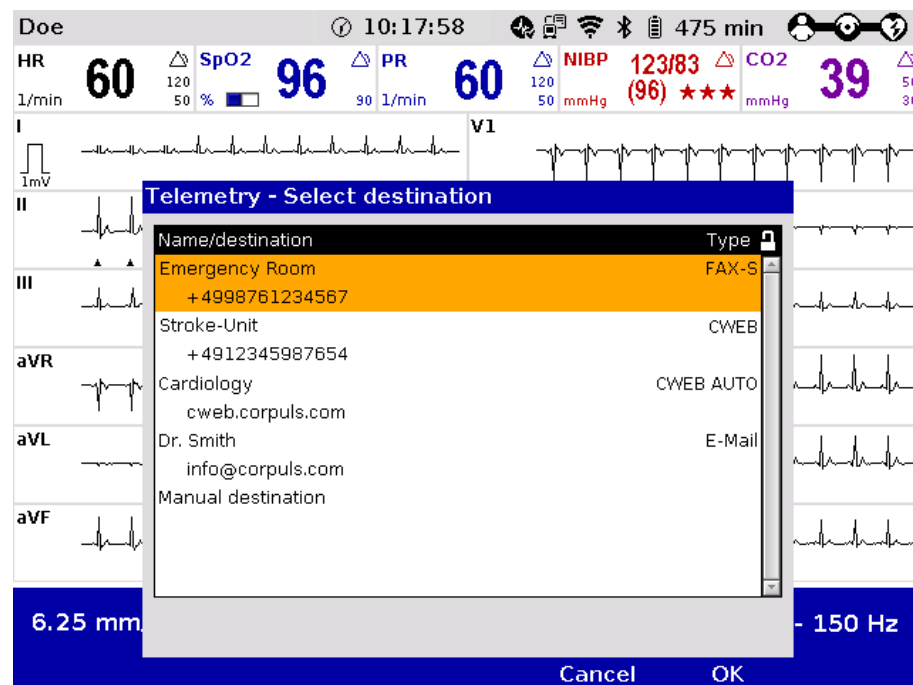 Doe 10:17:58 475 min
HR 60 1/min 120 50
SpO2 96 % 90
PR 60 1/min 120 50
NIBP 123/83 (96) ★★★ mmHg
CO2 39 mmHg
I
1mV
V1
II
III
aVR
aVL
aVF
Telemetry - Select destination
Name/destination Type
Emergency Room FAX-S
+4998761234567
Stroke-Unit CWEB
+4912345987654
Cardiology CWEB AUTO
cweb.corpuls.com
Dr. Smith E-Mail
info@corpuls.com
Manual destination
6.25 mm - 150 Hz
Cancel OK